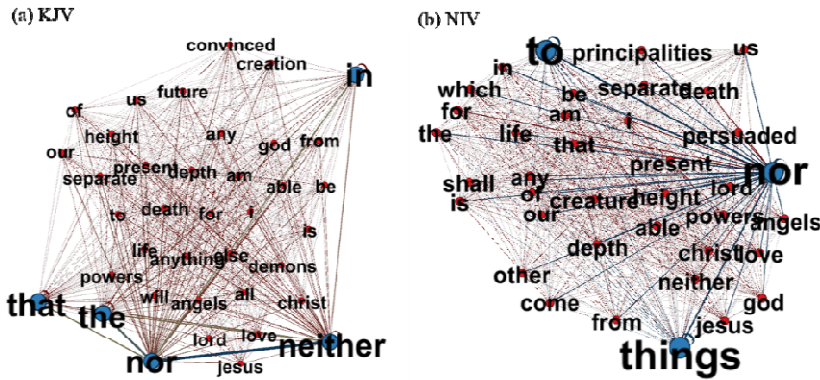 (a) KJV
convinced
creation
in
future
us
of
height
any
god
from
our
present
separate
depth
am
able
be
to
death
for
i
is
life
anything
else
demons
powers
will
angels
all
christ
that
the
nor
lord
love
neither
jesus
(b) NIV
to
principalities
us
in
which
be
separate
death
for
am
i
the
life
that
persuaded
present
nor
shall
any
lord
is
of
creature
height
our
powers
angels
able
depth
christ
love
other
neither
come
god
from
jesus
things